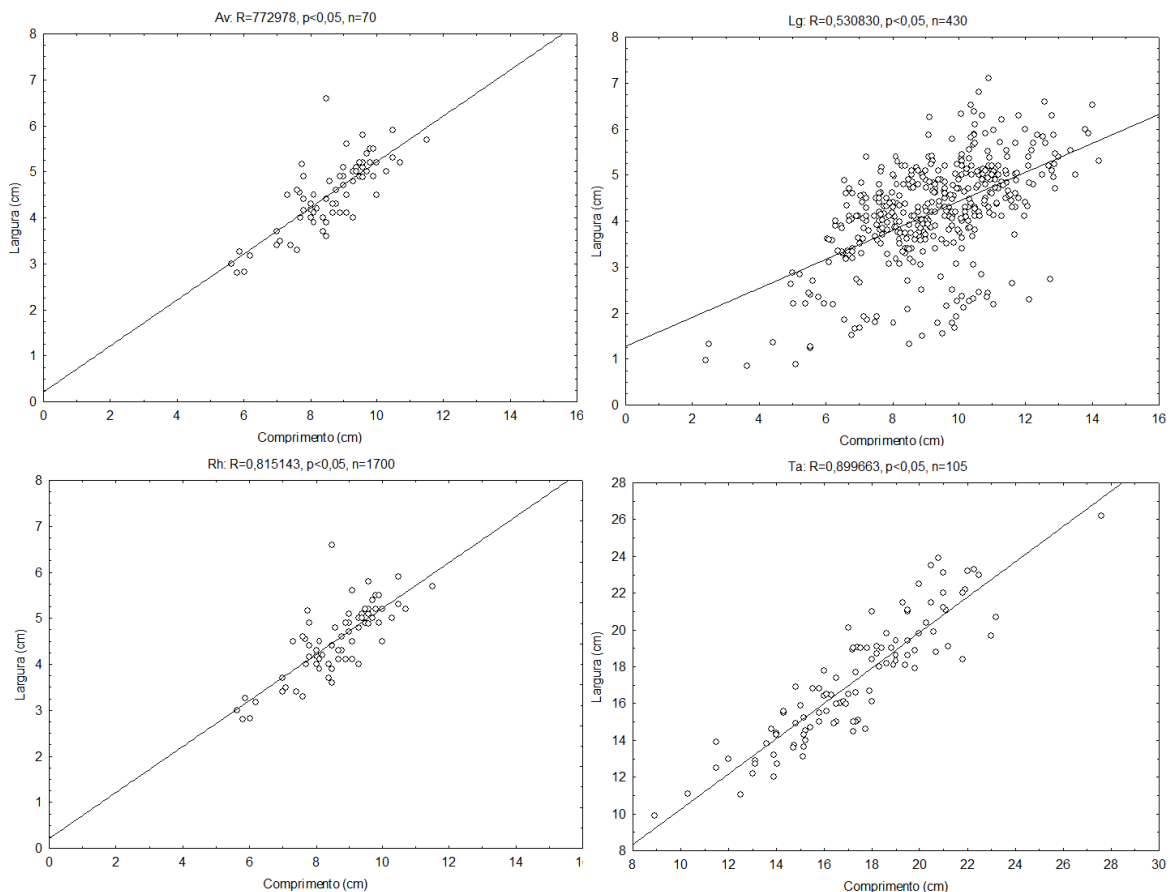 Av: R=772978, p<0,05, n=70
8
7
6
5
4
3
2
1
0
Largura (cm)
0 2 4 6 8 10 12 14 16
Comprimento (cm)
Lg: R=0,530830, p<0,05, n=430
8
7
6
5
4
3
2
1
0
Largura (cm)
0 2 4 6 8 10 12 14 16
Comprimento (cm)
Rh: R=0,815143, p<0,05, n=1700
8
7
6
5
4
3
2
1
0
Largura (cm)
0 2 4 6 8 10 12 14
Comprimento (cm)
Ta: R=0,899663, p<0,05, n=105
28
26
24
22
20
18
16
14
12
10
8
Largura (cm)
8 10 12 14 16 18 20 22 24 26 28 30
Comprimento (cm)